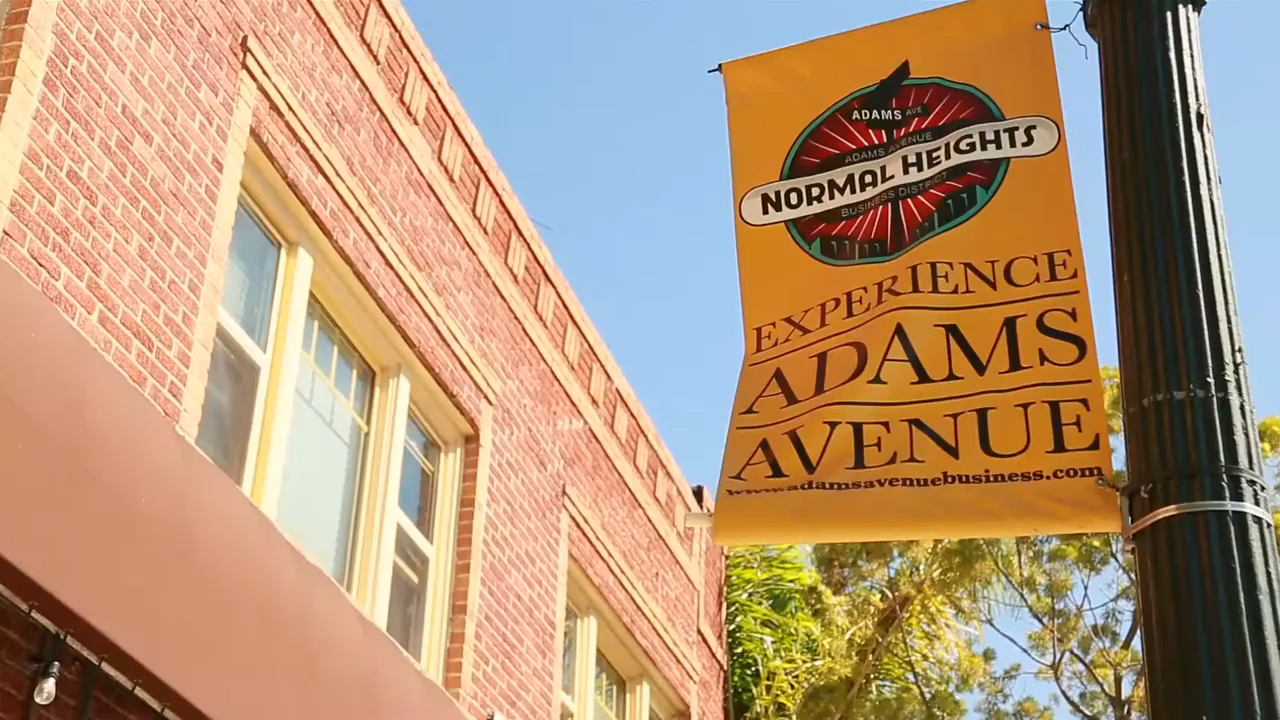 ADAMS AVE
ADAMS AVENUE
NORMAL HEIGHTS
BUSINESS DISTRICT
EXPERIENCE
ADAMS
AVENUE
www.adamsavenuebusiness.com